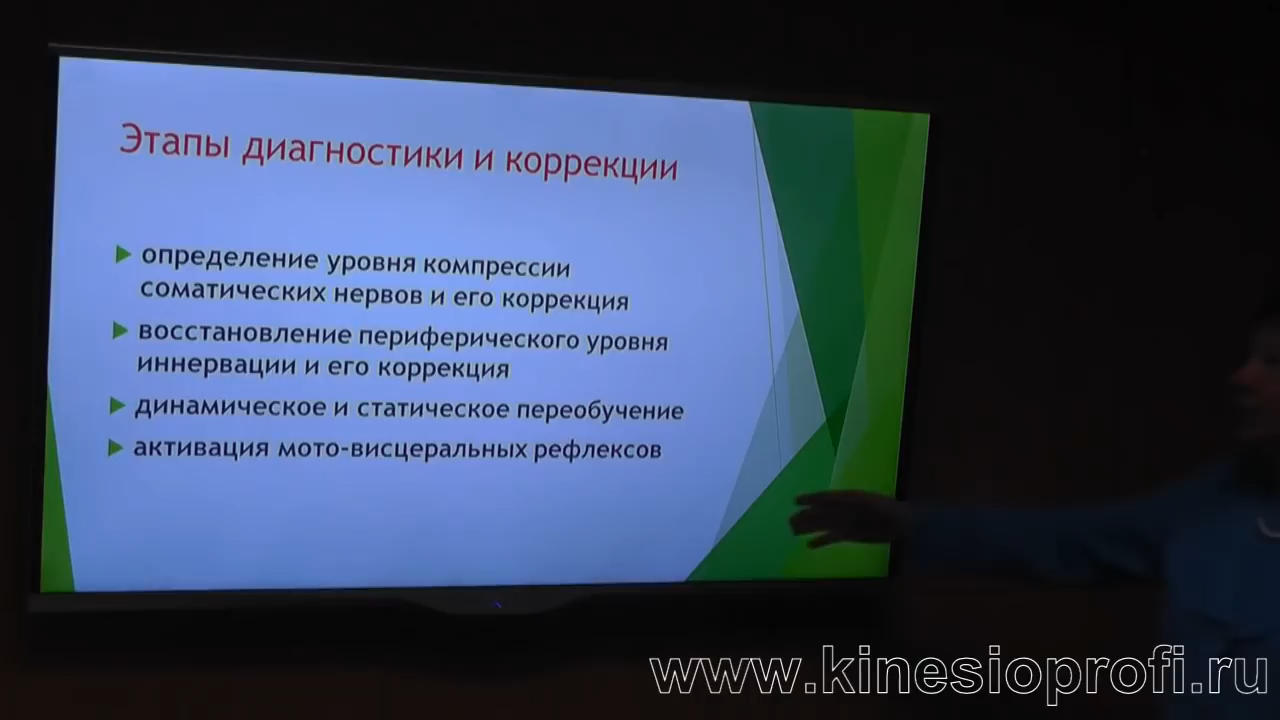 Этапы диагностики и коррекции
определение уровня компрессии
соматических нервов и его коррекция
восстановление периферического уровня
иннервации и его коррекция
динамическое и статическое переобучение
активация мото-висцеральных рефлексов
www.kinesioprofi.ru